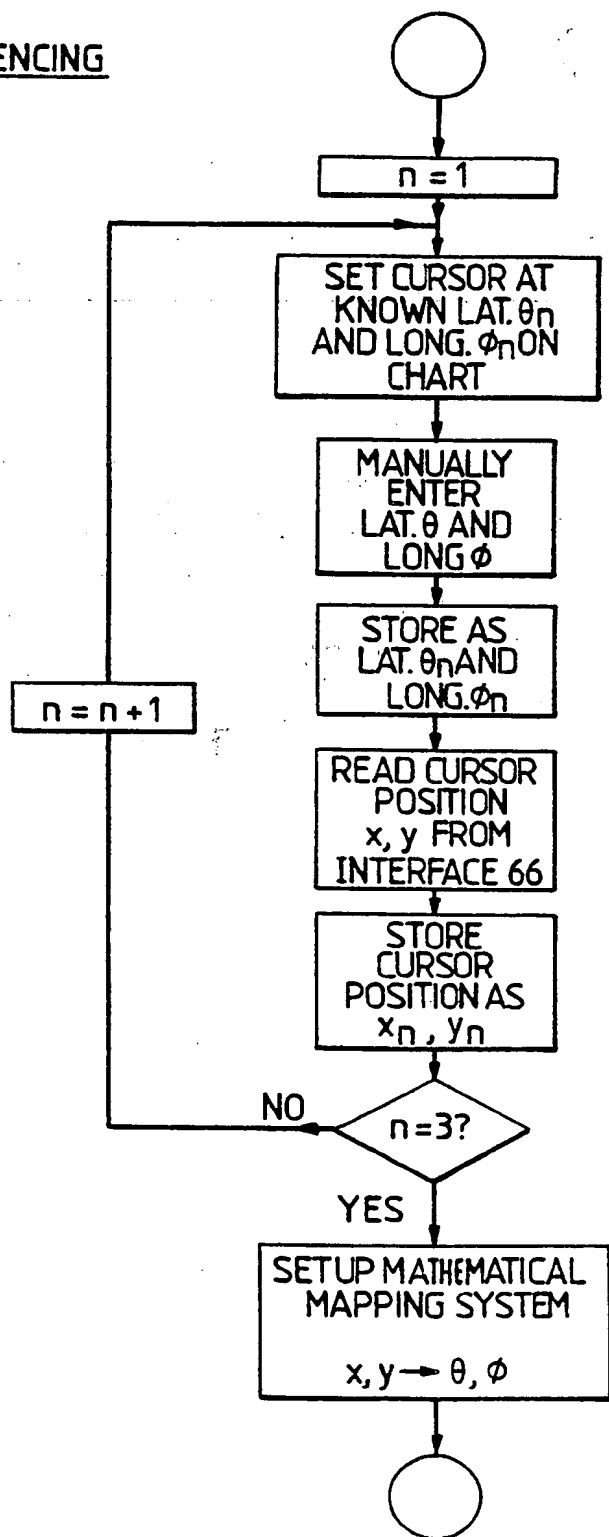 ENCING
n = 1
SET CURSOR AT
KNOWN LAT. θn
AND LONG. ϕn ON
CHART
MANUALLY
ENTER
LAT. θ AND
LONG ϕ
STORE AS
LAT. θn AND
LONG. ϕn
n = n + 1
READ CURSOR
POSITION
x, y FROM
INTERFACE 66
STORE
CURSOR
POSITION AS
xn , yn
NO
n = 3?
YES
SETUP MATHEMATICAL
MAPPING SYSTEM
x, y → θ, ϕ